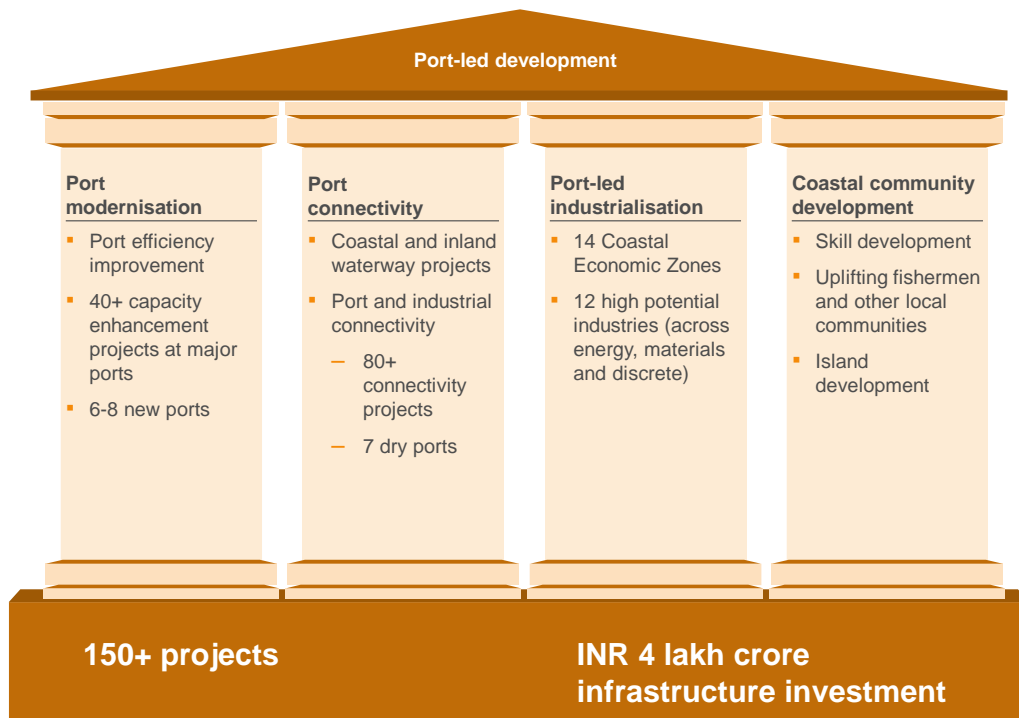 Port-led development
Port
modernisation
Port efficiency
improvement
40+ capacity
enhancement
projects at major
ports
6-8 new ports
Port
connectivity
Coastal and inland
waterway projects
Port and industrial
connectivity
– 80+
connectivity
projects
– 7 dry ports
Port-led
industrialisation
14 Coastal
Economic Zones
12 high potential
industries (across
energy, materials
and discrete)
Coastal community
development
Skill development
Uplifting fishermen
and other local
communities
Island
development
150+ projects
INR 4 lakh crore
infrastructure investment